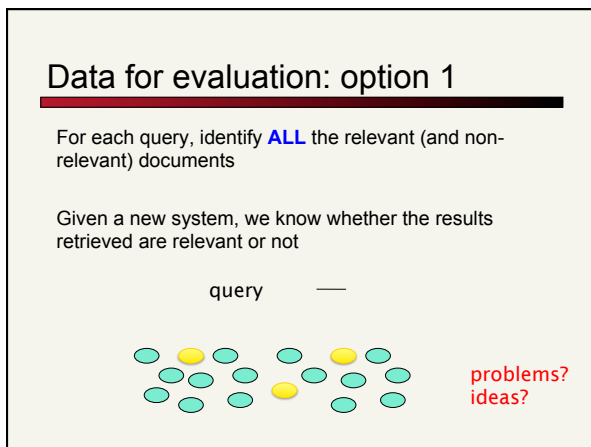 Data for evaluation: option 1
For each query, identify ALL the relevant (and non-
relevant) documents
Given a new system, we know whether the results
retrieved are relevant or not
query
problems?
ideas?